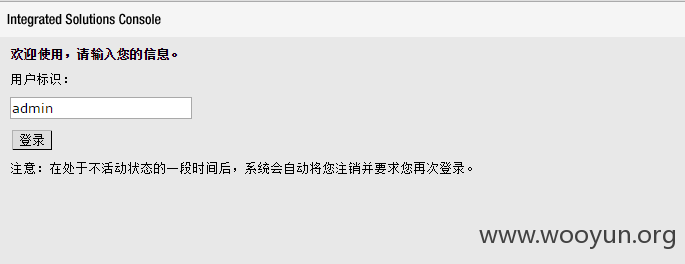 Integrated Solutions Console
欢迎使用，请输入您的信息。
用户标识：
admin
登录
注意：在处于不活动状态的一段时间后，系统会自动将您注销并要求您再次登录。
www.wooyun.org